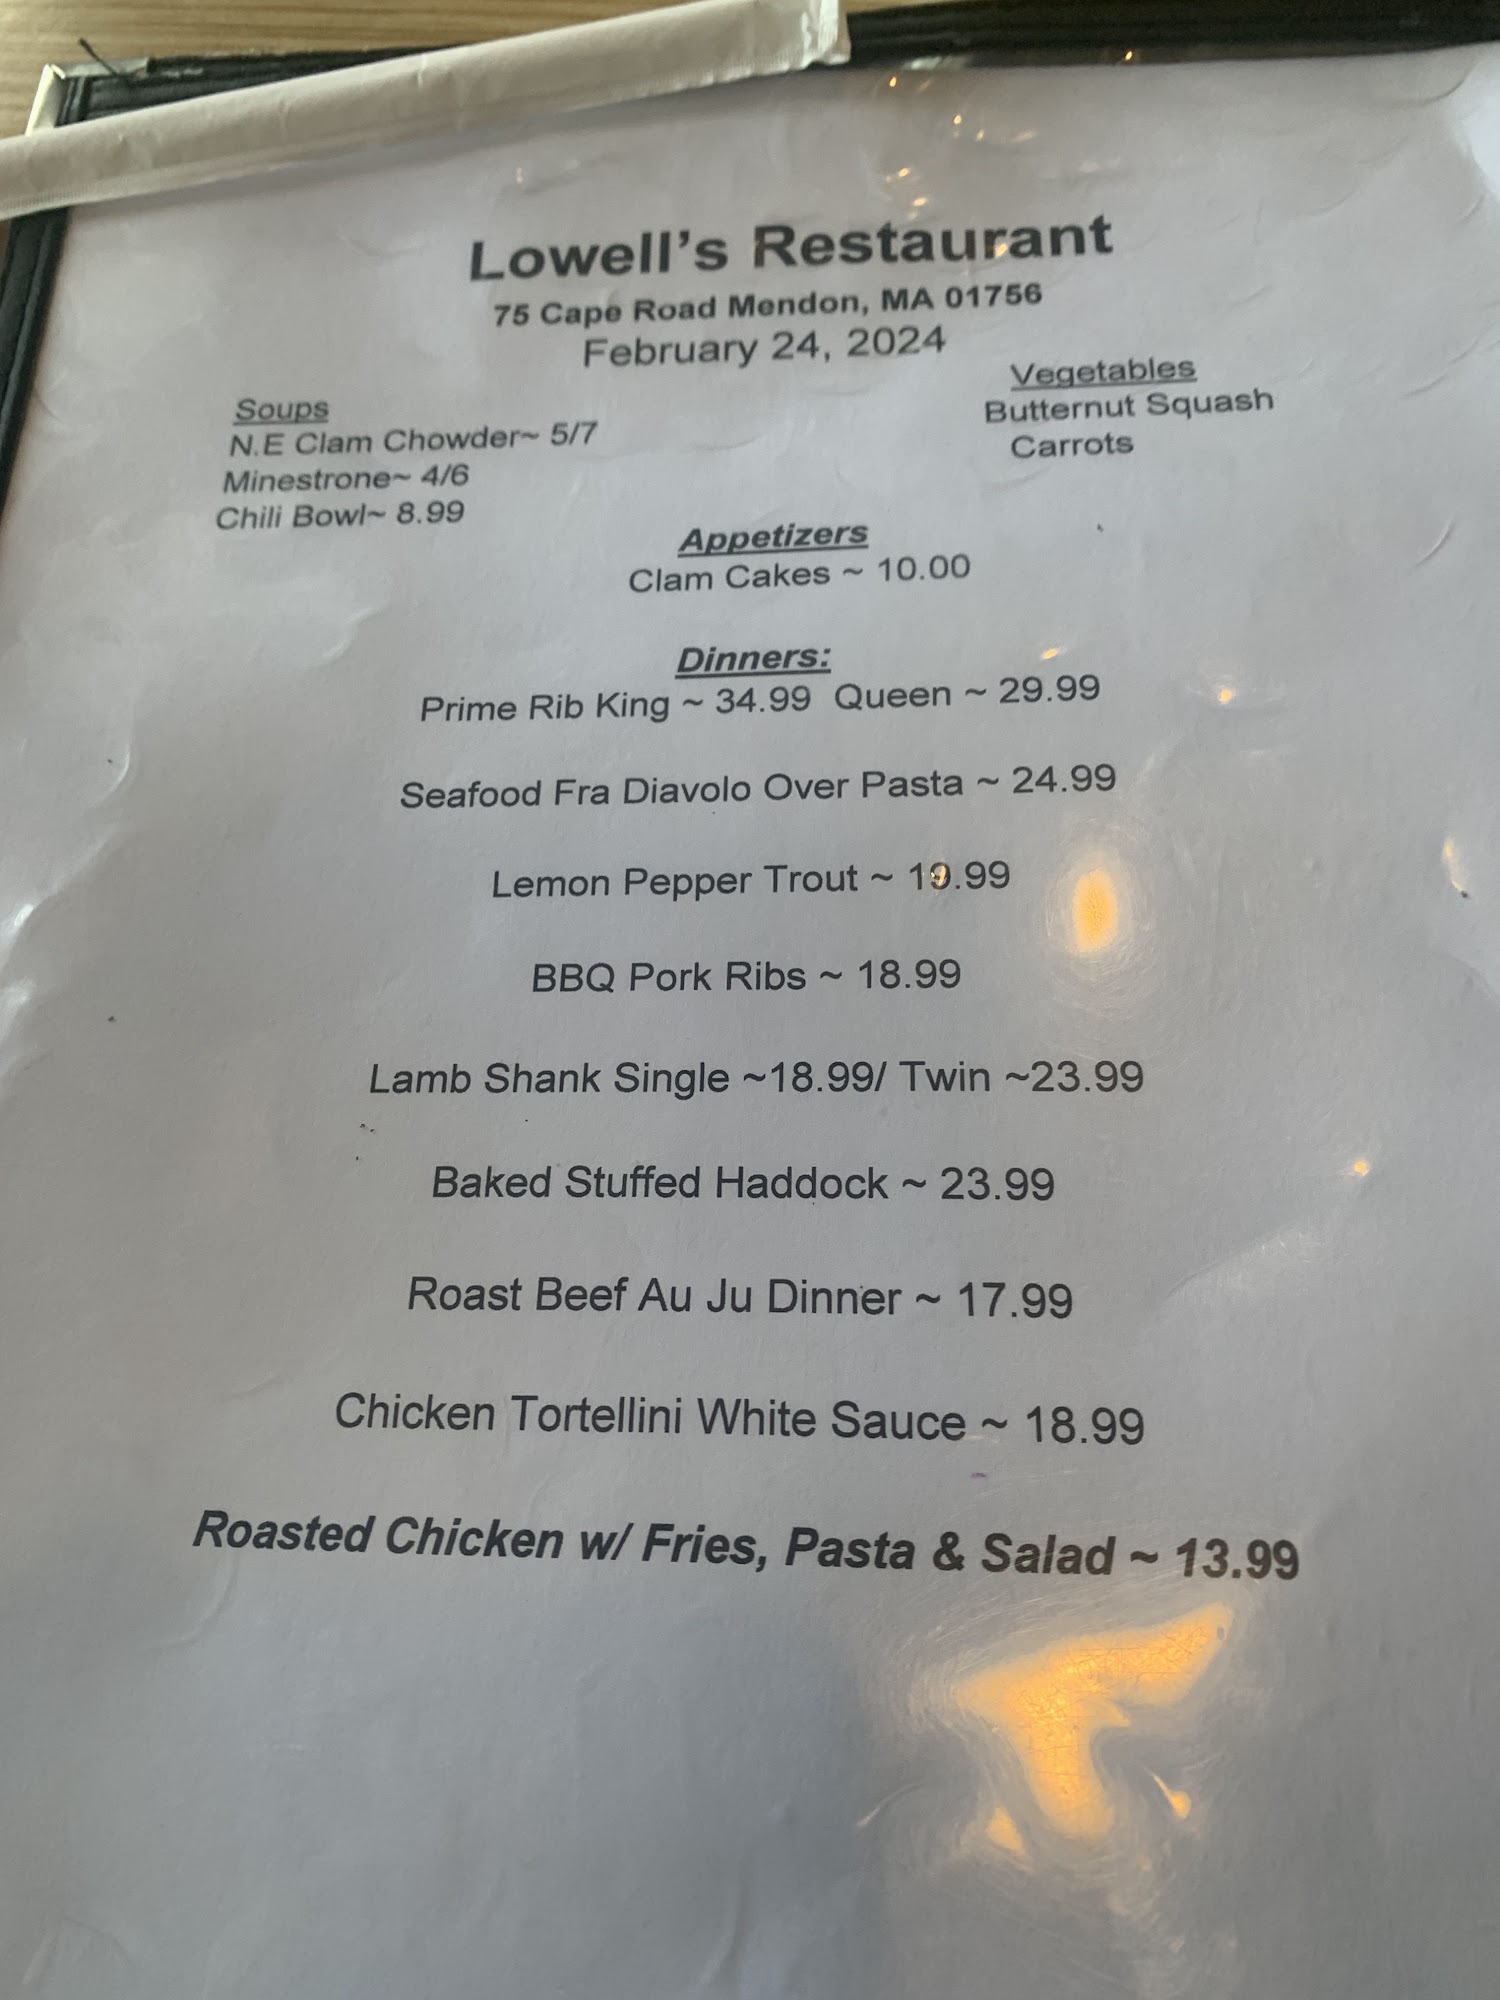 Lowell's Restaurant
75 Cape Road Mendon, MA 01756
February 24, 2024
Soups
N.E Clam Chowder~ 5/7
Minestrone~ 4/6
Chili Bowl~ 8.99
Vegetables
Butternut Squash
Carrots
Appetizers
Clam Cakes ~ 10.00
Dinners:
Prime Rib King ~ 34.99 Queen ~ 29.99
Seafood Fra Diavolo Over Pasta ~ 24.99
Lemon Pepper Trout ~ 19.99
BBQ Pork Ribs ~ 18.99
Lamb Shank Single ~18.99/ Twin ~23.99
Baked Stuffed Haddock ~ 23.99
Roast Beef Au Ju Dinner ~ 17.99
Chicken Tortellini White Sauce ~ 18.99
Roasted Chicken w/ Fries, Pasta & Salad ~ 13.99